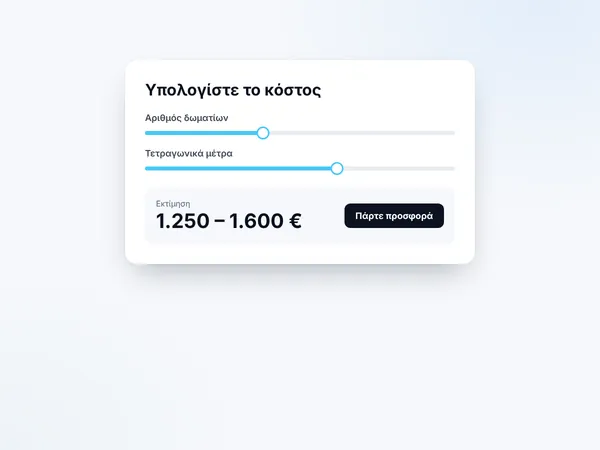 Υπολογίστε το κόστος
Αριθμός δωματίων
Τετραγωνικά μέτρα
Εκτίμηση
1.250 – 1.600 €
Πάρτε προσφορά